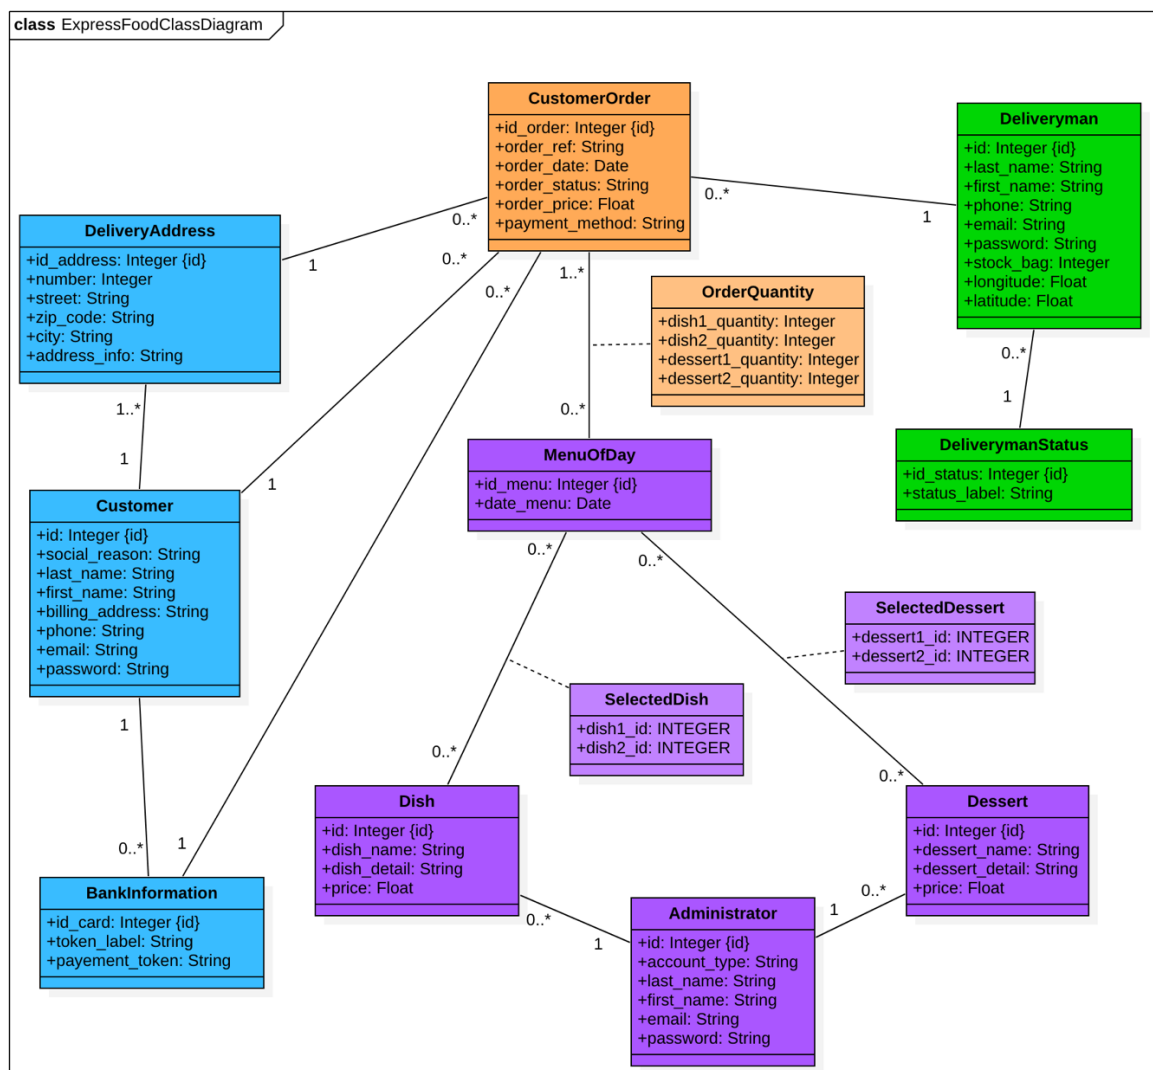 class ExpressFoodClassDiagram
CustomerOrder
+id_order: Integer {id}
+order_ref: String
+order_date: Date
+order_status: String
+order_price: Float
+payment_method: String
Deliveryman
+id: Integer {id}
+last_name: String
+first_name: String
+phone: String
+email: String
+password: String
+stock_bag: Integer
+longitude: Float
+latitude: Float
0..*
1
DeliveryAddress
+id_address: Integer {id}
+number: Integer
+street: String
+zip_code: String
+city: String
+address_info: String
0..*
1
0..*
0..*
1..*
OrderQuantity
+dish1_quantity: Integer
+dish2_quantity: Integer
+dessert1_quantity: Integer
+dessert2_quantity: Integer
0..*
1
1..*
1
0..*
DeliverymanStatus
+id_status: Integer {id}
+status_label: String
MenuOfDay
+id_menu: Integer {id}
+date_menu: Date
1
Customer
+id: Integer {id}
+social_reason: String
+last_name: String
+first_name: String
+billing_address: String
+phone: String
+email: String
+password: String
0..*
0..*
SelectedDessert
+dessert1_id: INTEGER
+dessert2_id: INTEGER
SelectedDish
+dish1_id: INTEGER
+dish2_id: INTEGER
1
0..*
0..*
Dish
+id: Integer {id}
+dish_name: String
+dish_detail: String
+price: Float
Dessert
+id: Integer {id}
+dessert_name: String
+dessert_detail: String
+price: Float
0..*
1
BankInformation
+id_card: Integer {id}
+token_label: String
+payement_token: String
0..*
1
0..*
1
Administrator
+id: Integer {id}
+account_type: String
+last_name: String
+first_name: String
+email: String
+password: String